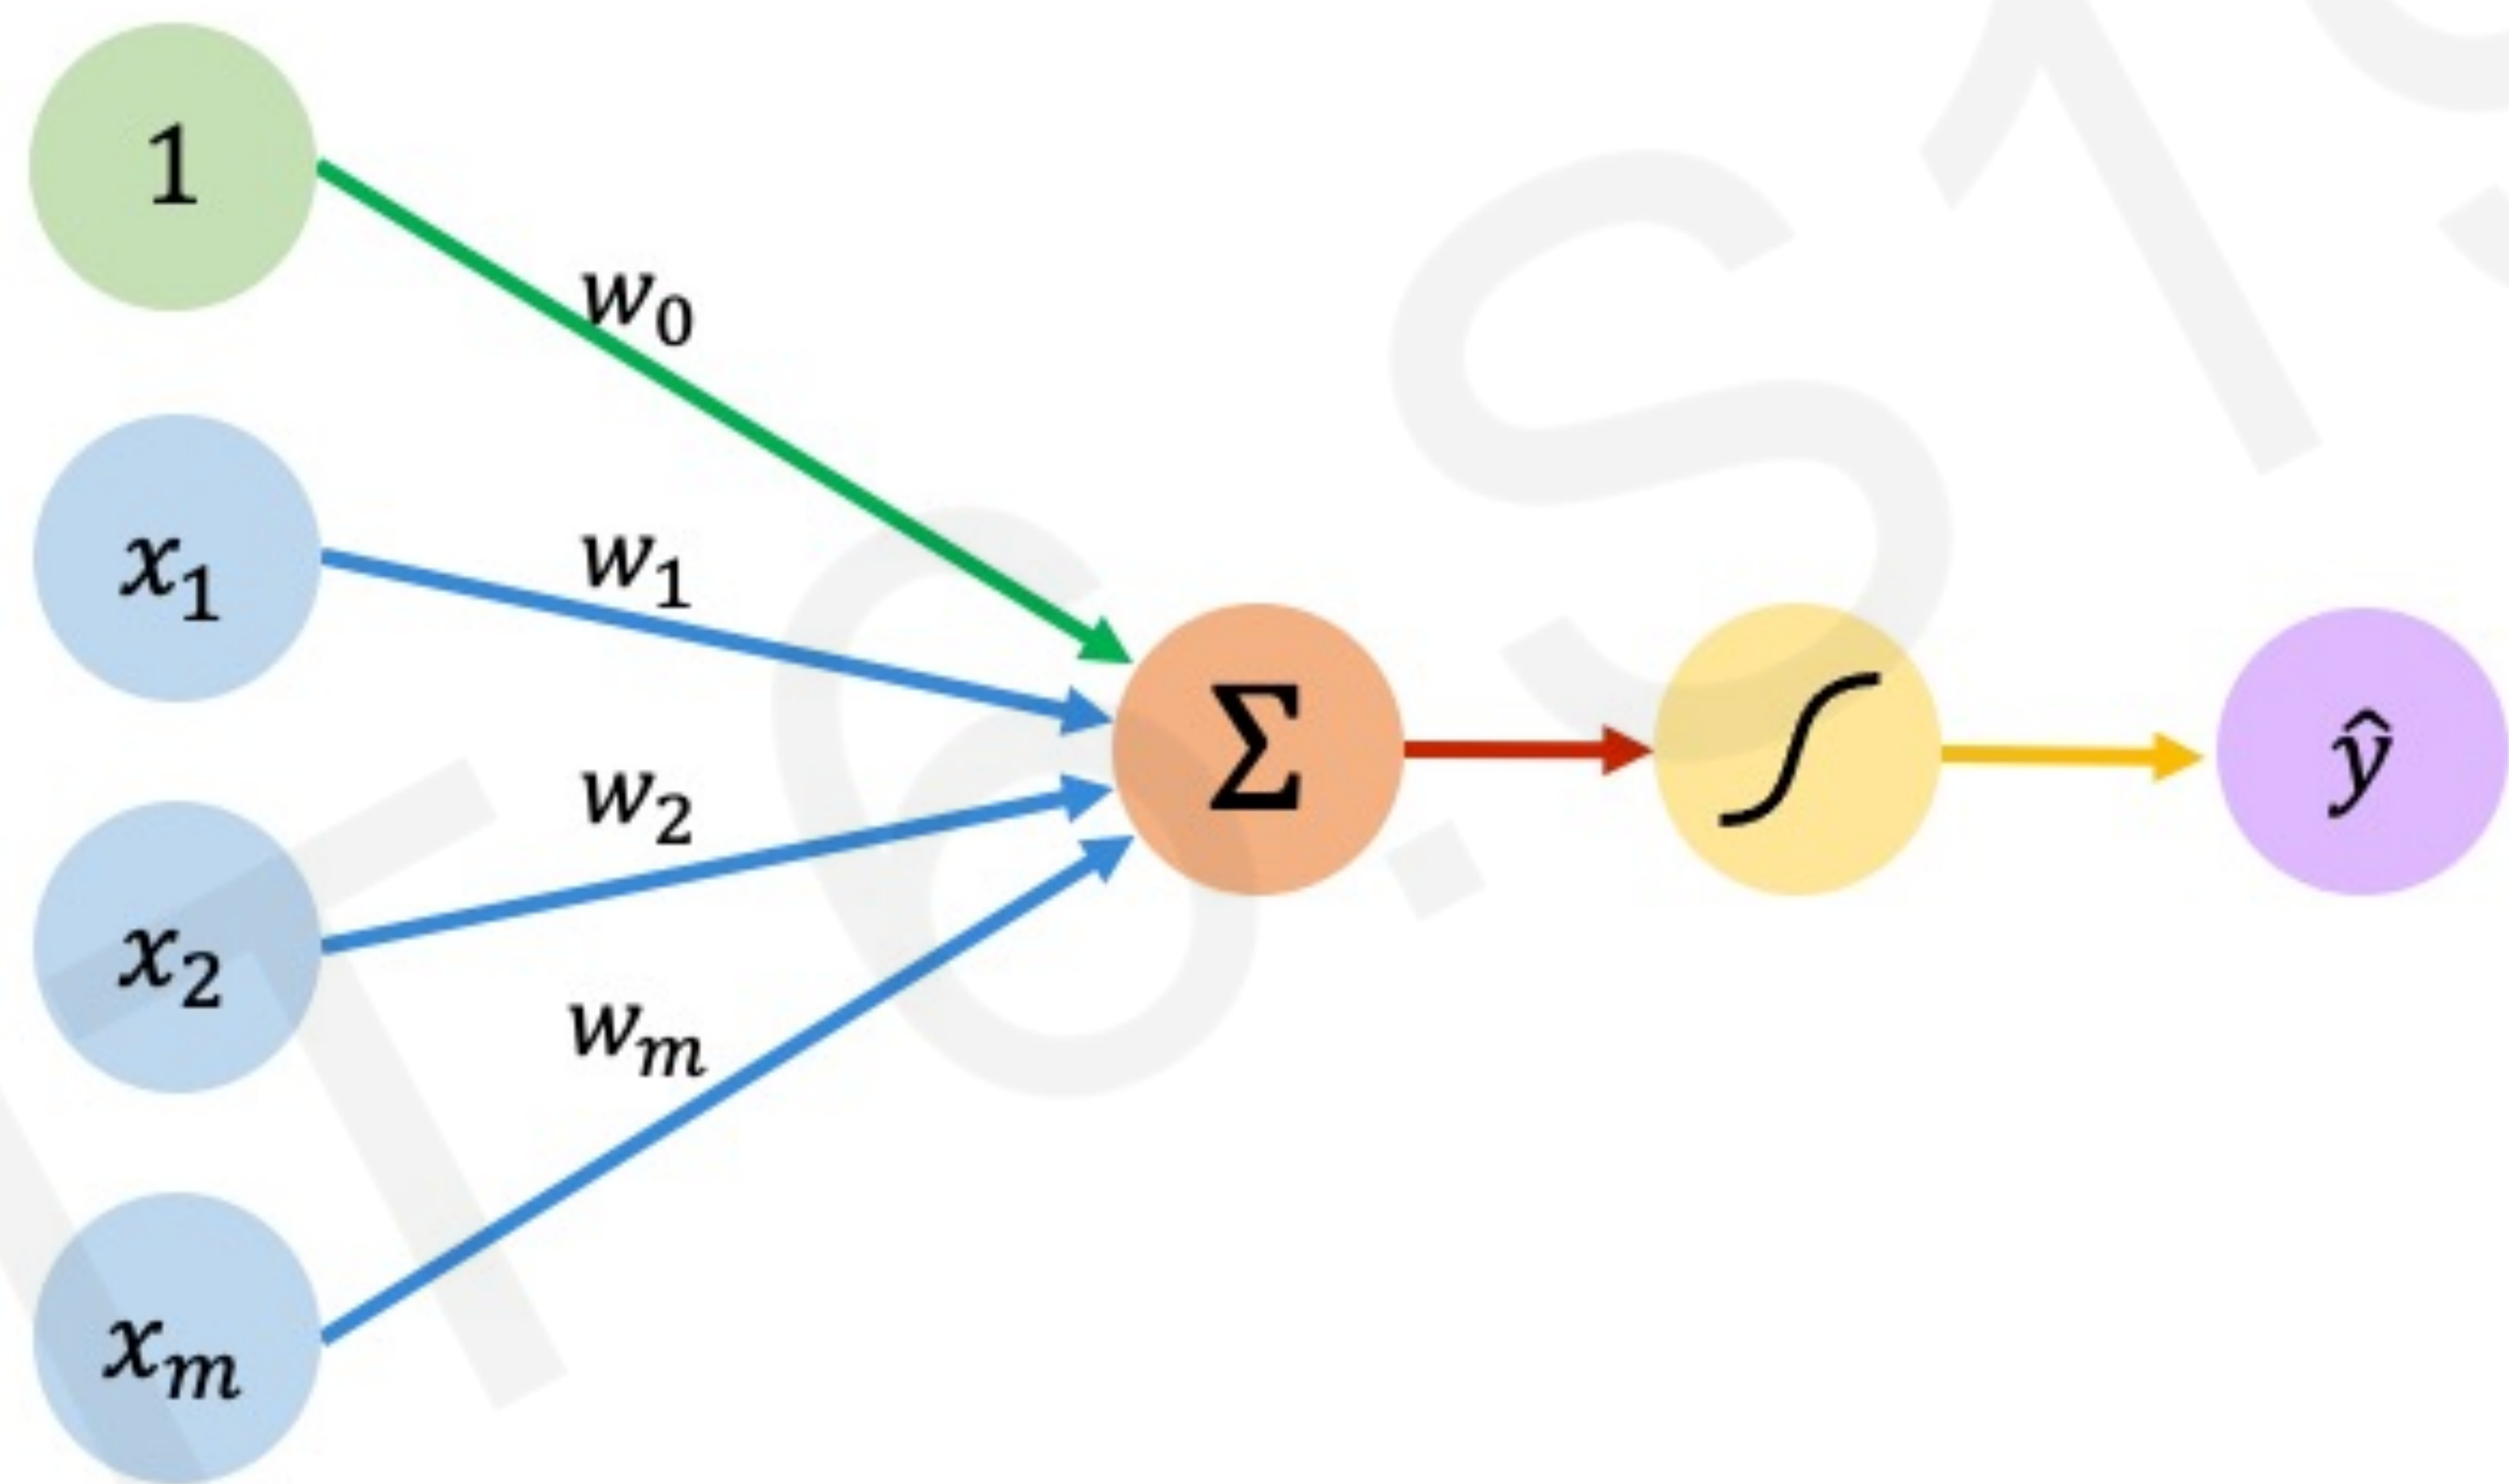 1
w₀
x₁
w₁
Σ
ŷ
x₂
w₂
wₘ
xₘ